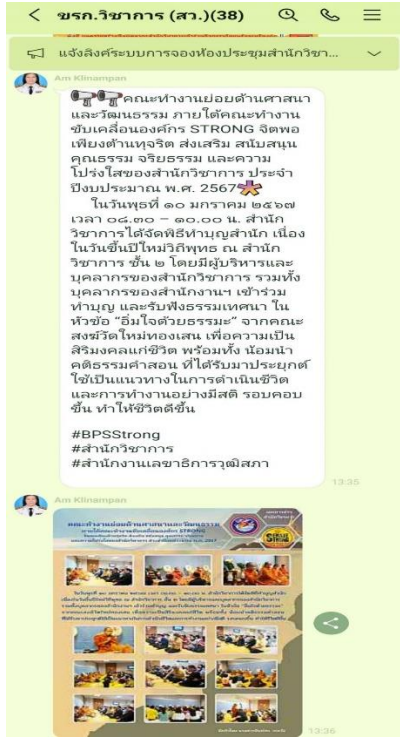 ขรก.วิชาการ (สว.)(38)
แจ้งลิงค์ระบบการจองห้องประชุมสำนักวิชา...
Am Klinampan
คณะทำงานย่อยด้านศาสนา
และวัฒนธรรม ภายใต้คณะทำงาน
ขับเคลื่อนองค์กร STRONG จิตพอ
เพียงต้านทุจริต ส่งเสริม สนับสนุน
คุณธรรม จริยธรรม และความ
โปร่งใสของสำนักวิชาการ ประจำ
ปีงบประมาณ พ.ศ. 2567
ในวันพุธที่ ๑๐ มกราคม ๒๕๖๗
เวลา ๐๘.๓๐ – ๑๐.๐๐ น. สำนัก
วิชาการได้จัดพิธีทำบุญสำนัก เนื่อง
ในวันขึ้นปีใหม่วิถีพุทธ ณ สำนัก
วิชาการ ชั้น ๒ โดยมีผู้บริหารและ
บุคลากรของสำนักวิชาการ รวมทั้ง
บุคลากรของสำนักงานฯ เข้าร่วม
ทำบุญ และรับฟังธรรมเทศนา ใน
หัวข้อ “อิ่มใจด้วยธรรมะ” จากคณะ
สงฆ์วัดใหม่ทองเสน เพื่อความเป็น
สิริมงคลแก่ชีวิต พร้อมทั้ง น้อมนำ
คติธรรมคำสอน ที่ได้รับมาประยุกต์
ใช้เป็นแนวทางในการดำเนินชีวิต
และการทำงานอย่างมีสติ รอบคอบ
ขึ้น ทำให้ชีวิตดีขึ้น
#BPSStrong
#สำนักวิชาการ
#สำนักงานเลขาธิการวุฒิสภา
13:35
Am Klinampan
คณะทำงานย่อยด้านศาสนาและวัฒนธรรม
13:36